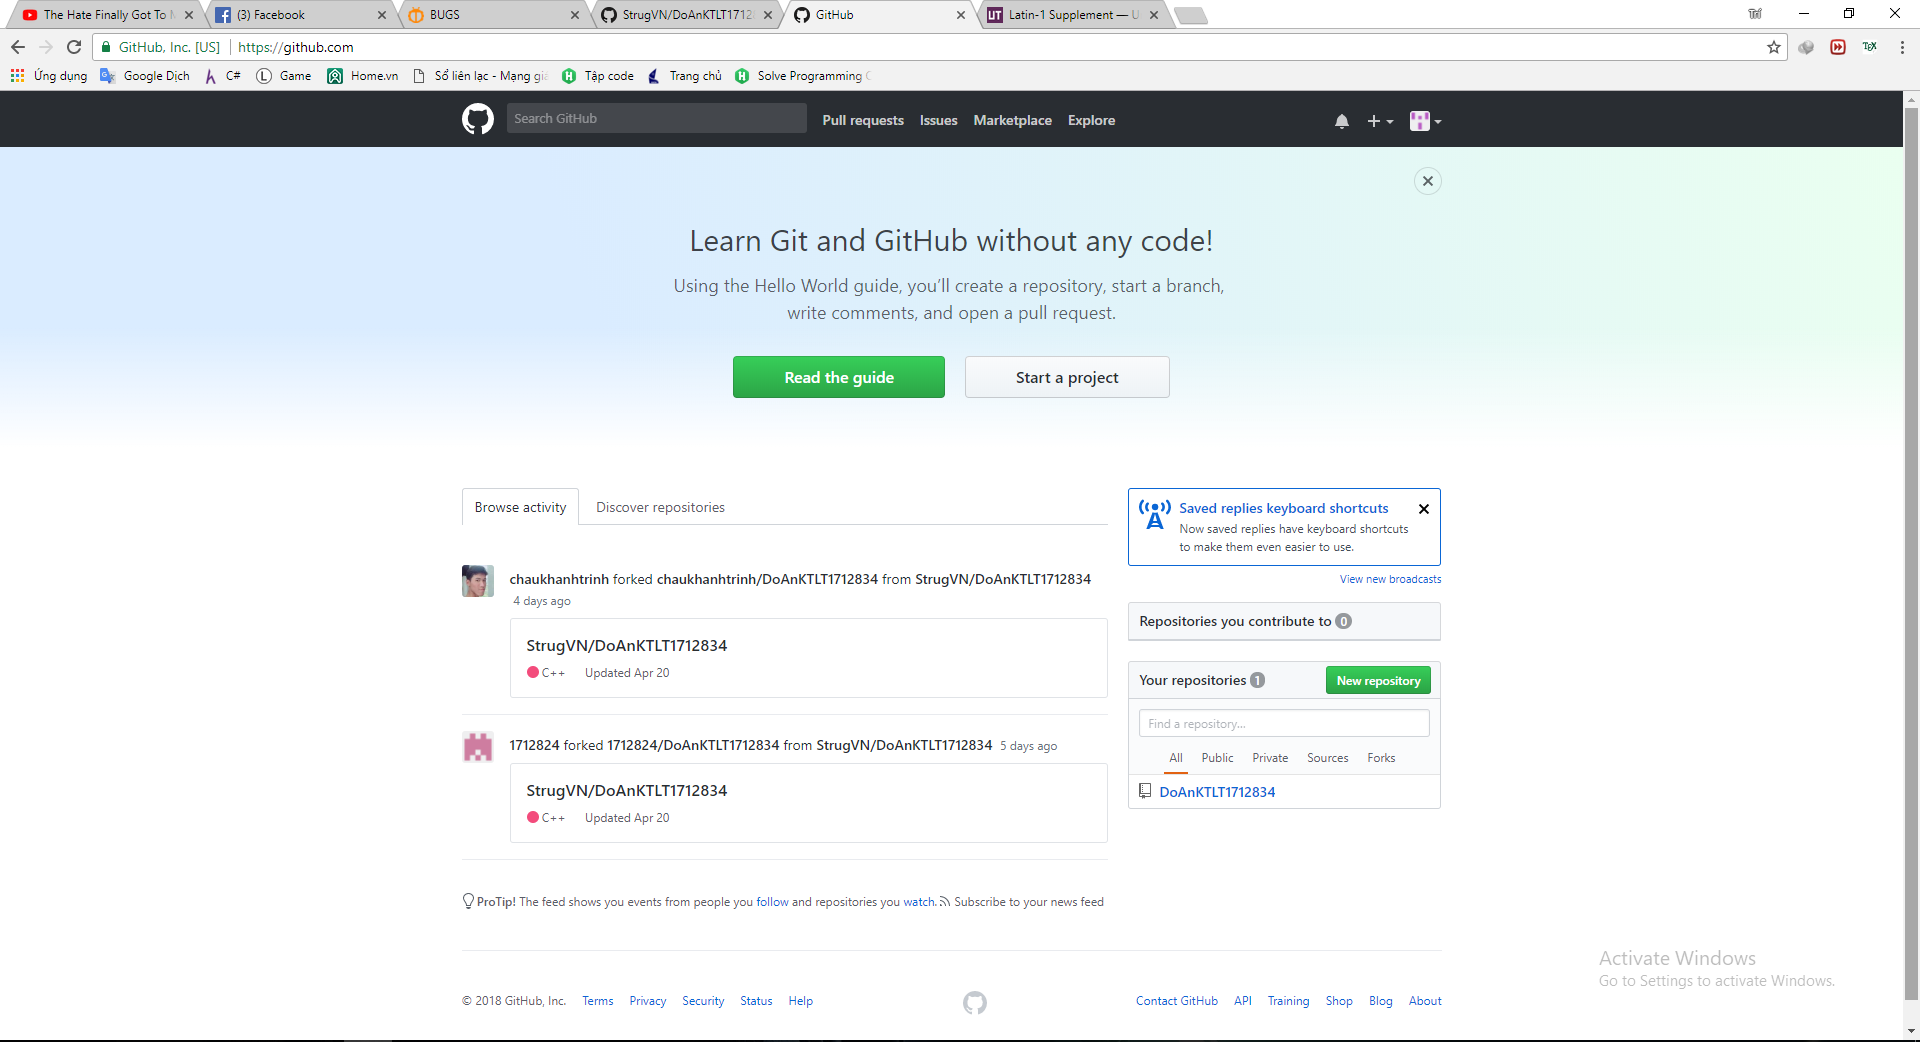 The Hate Finally Got To
(3) Facebook
BUGS
StrugVN/DoAnKTLT1712
GitHub
Latin-1 Supplement —
GitHub, Inc. [US] https://github.com
Ứng dụng Google Dịch C# Game Home.vn Sổ liên lạc - Mạng Tập code Trang chủ Solve Programming
Search GitHub Pull requests Issues Marketplace Explore
Learn Git and GitHub without any code!
Using the Hello World guide, you’ll create a repository, start a branch,
write comments, and open a pull request.
Read the guide Start a project
Browse activity Discover repositories
chaukhanhtrinh forked chaukhanhtrinh/DoAnKTLT1712834 from StrugVN/DoAnKTLT1712834
4 days ago
StrugVN/DoAnKTLT1712834
C++ Updated Apr 20
1712824 forked 1712824/DoAnKTLT1712834 from StrugVN/DoAnKTLT1712834 5 days ago
StrugVN/DoAnKTLT1712834
C++ Updated Apr 20
ProTip! The feed shows you events from people you follow and repositories you watch. Subscribe to your news feed
Saved replies keyboard shortcuts
Now saved replies have keyboard shortcuts
to make them even easier to use.
View new broadcasts
Repositories you contribute to 0
Your repositories 1 New repository
Find a repository...
All Public Private Sources Forks
DoAnKTLT1712834
Activate Windows
Go to Settings to activate Windows.
© 2018 GitHub, Inc. Terms Privacy Security Status Help
Contact GitHub API Training Shop Blog About